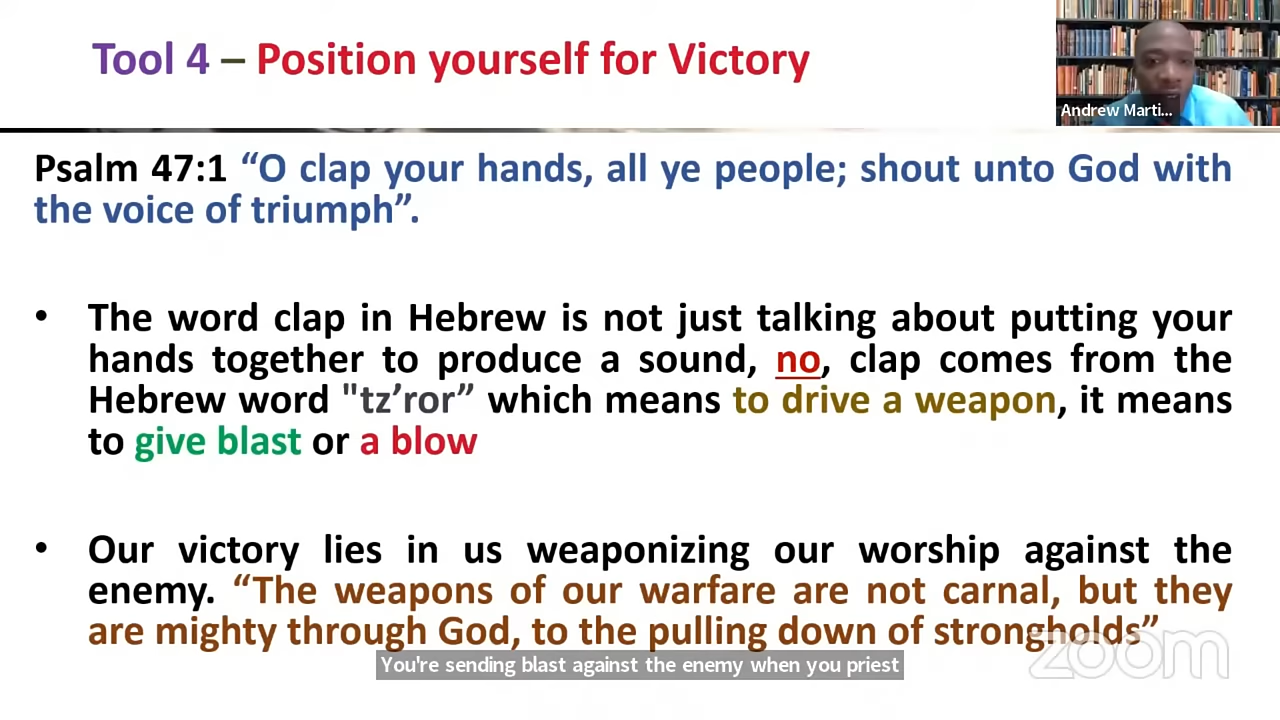 Tool 4 – Position yourself for Victory
Andrew Marti...
Psalm 47:1 “O clap your hands, all ye people; shout unto God with
the voice of triumph”.
• The word clap in Hebrew is not just talking about putting your
hands together to produce a sound, no, clap comes from the
Hebrew word "tz’ror” which means to drive a weapon, it means
to give blast or a blow
• Our victory lies in us weaponizing our worship against the
enemy. “The weapons of our warfare are not carnal, but they
are mighty through God, to the pulling down of strongholds”
zoom
You're sending blast against the enemy when you priest